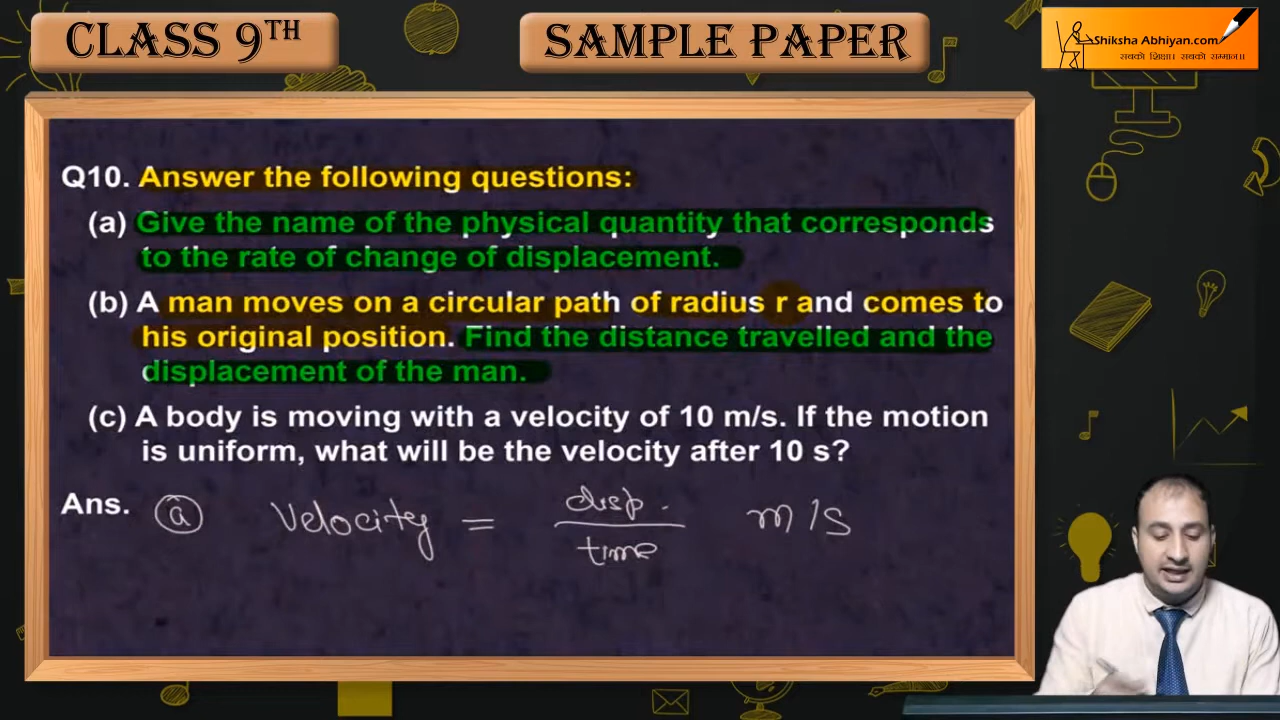 CLASS 9TH
SAMPLE PAPER
Shiksha Abhiyan.com
सबको शिक्षा। सबको सम्मान॥
Q10. Answer the following questions:
(a) Give the name of the physical quantity that corresponds
to the rate of change of displacement.
(b) A man moves on a circular path of radius r and comes to
his original position. Find the distance travelled and the
displacement of the man.
(c) A body is moving with a velocity of 10 m/s. If the motion
is uniform, what will be the velocity after 10 s?
Ans. (a) Velocity = disp. m/s
time